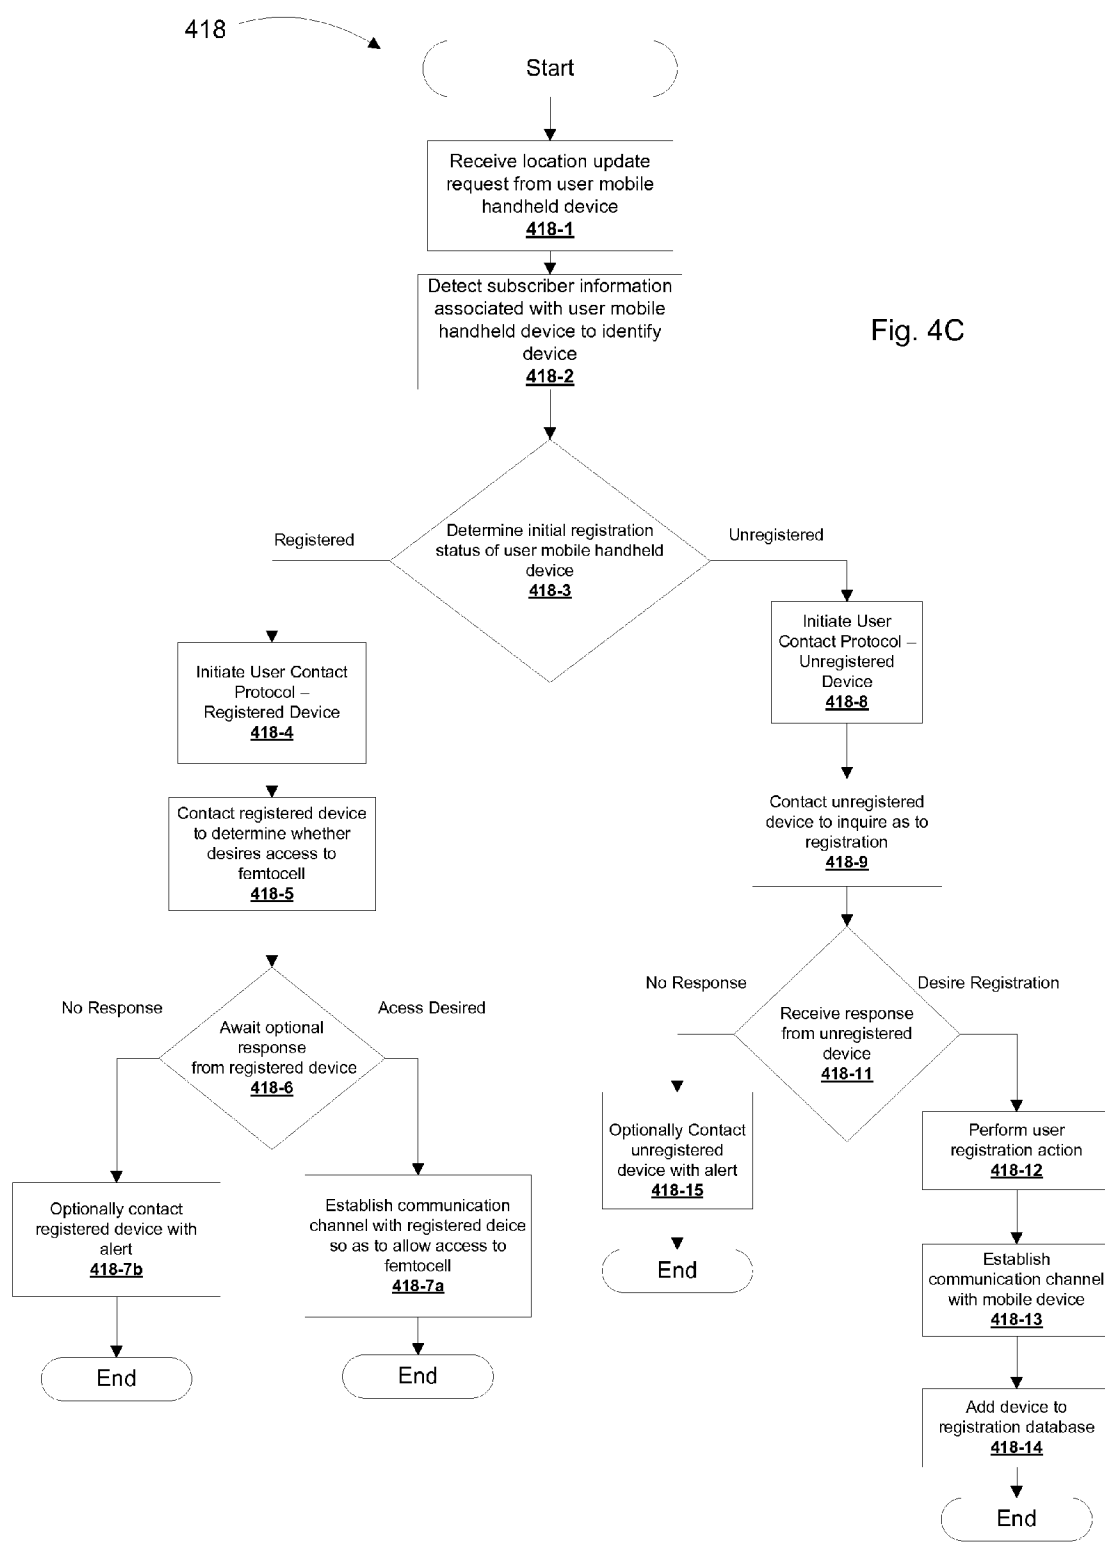 418
Start
Receive location update
request from user mobile
handheld device
418-1
Detect subscriber information
associated with user mobile
handheld device to identify
device
418-2
Fig. 4C
Determine initial registration
status of user mobile handheld
device
418-3
Registered
Unregistered
Initiate User Contact
Protocol –
Registered Device
418-4
Contact registered device
to determine whether
desires access to
femtocell
418-5
No Response
Acess Desired
Await optional
response
from registered device
418-6
Optionally contact
registered device with
alert
418-7b
End
Establish communication
channel with registered deice
so as to allow access to
femtocell
418-7a
End
Initiate User
Contact Protocol –
Unregistered
Device
418-8
Contact unregistered
device to inquire as to
registration
418-9
No Response
Desire Registration
Receive response
from unregistered
device
418-11
Optionally Contact
unregistered
device with alert
418-15
End
Perform user
registration action
418-12
Establish
communication channel
with mobile device
418-13
Add device to
registration database
418-14
End